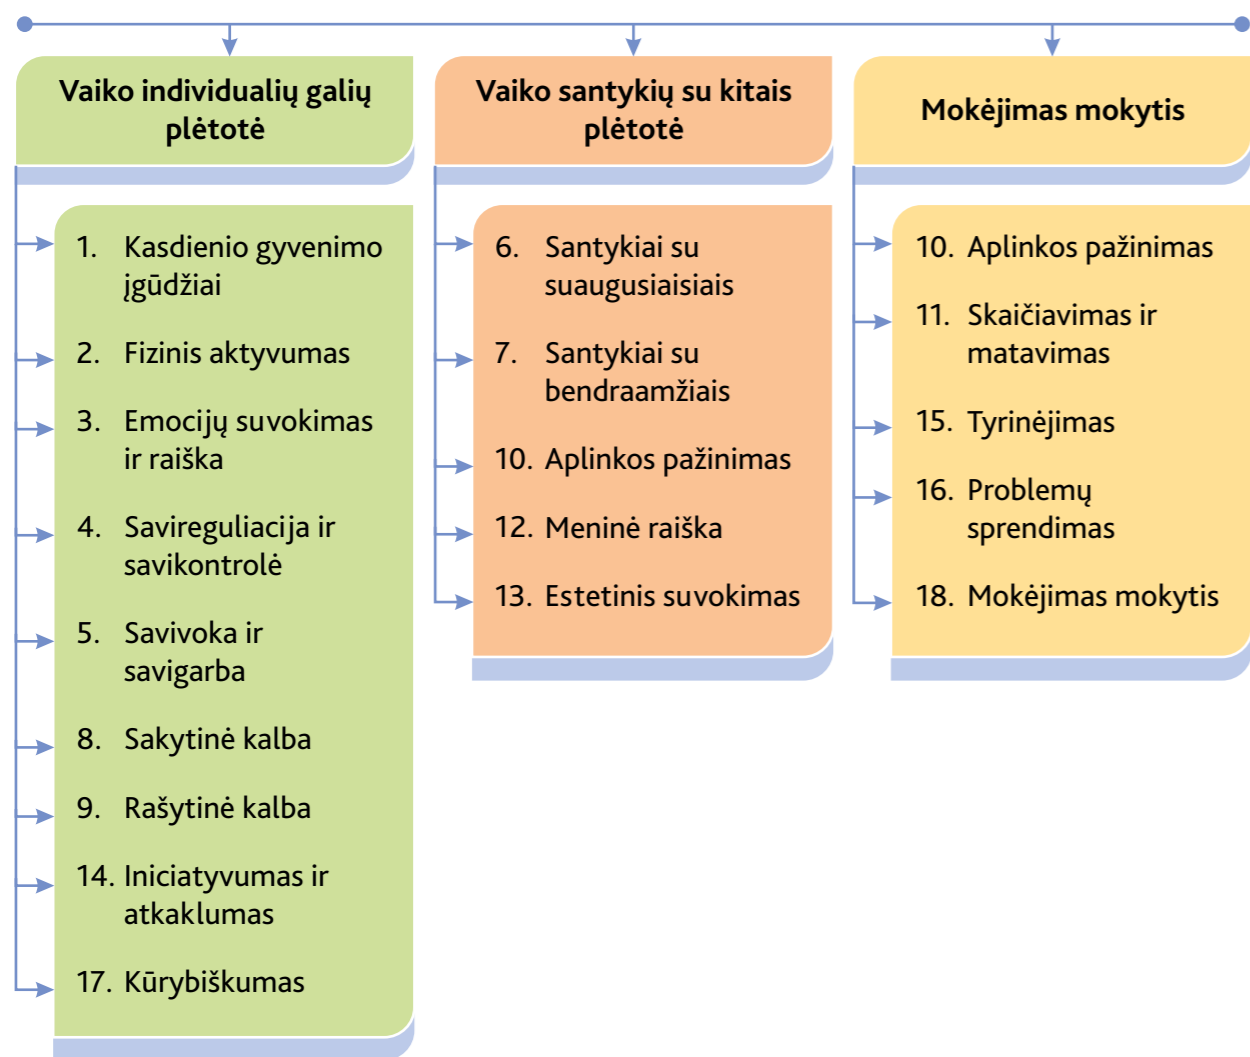 Vaiko individualių galių
plėtotė
1. Kasdienio gyvenimo
įgūdžiai
2. Fizinis aktyvumas
3. Emocijų suvokimas
ir raiška
4. Savireguliacija ir
savikontrolė
5. Savivoka ir
savigarba
8. Sakytinė kalba
9. Rašytinė kalba
14. Iniciatyvumas ir
atkaklumas
17. Kūrybiškumas
Vaiko santykių su kitais
plėtotė
6. Santykiai su
suaugusiaisiais
7. Santykiai su
bendraamžiais
10. Aplinkos pažinimas
12. Meninė raiška
13. Estetinis suvokimas
Mokėjimas mokytis
10. Aplinkos pažinimas
11. Skaičiavimas ir
matavimas
15. Tyrinėjimas
16. Problemų
sprendimas
18. Mokėjimas mokytis